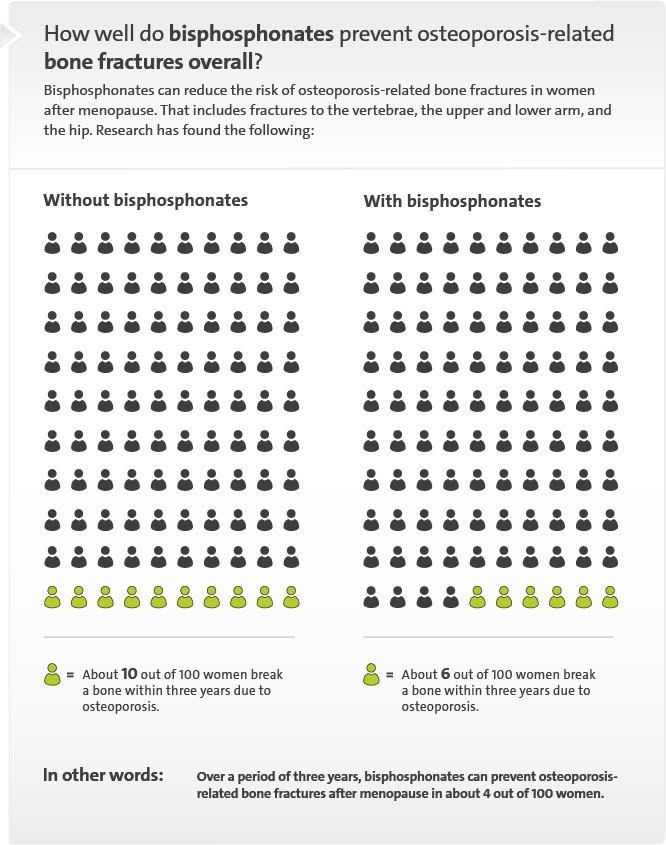 How well do bisphosphonates prevent osteoporosis-related
bone fractures overall?
Bisphosphonates can reduce the risk of osteoporosis-related bone fractures in women
after menopause. That includes fractures to the vertebrae, the upper and lower arm, and
the hip. Research has found the following:
Without bisphosphonates
With bisphosphonates
= About 10 out of 100 women break
a bone within three years due to
osteoporosis.
= About 6 out of 100 women break
a bone within three years due to
osteoporosis.
In other words:
Over a period of three years, bisphosphonates can prevent osteoporosis-
related bone fractures after menopause in about 4 out of 100 women.